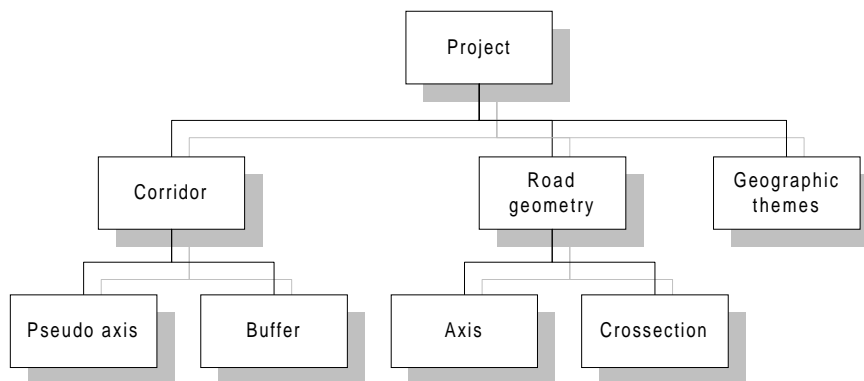 Project
Corridor
Road
geometry
Geographic
themes
Pseudo axis
Buffer
Axis
Crossection